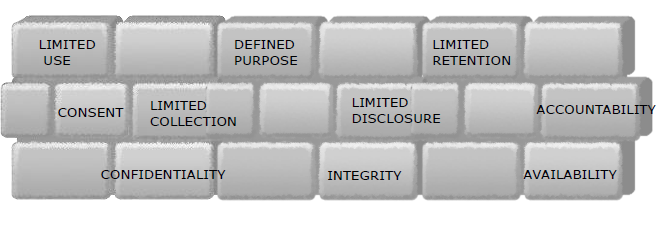 LIMITED
USE
DEFINED
PURPOSE
LIMITED
RETENTION
CONSENT
LIMITED
COLLECTION
LIMITED
DISCLOSURE
ACCOUNTABILITY
CONFIDENTIALITY
INTEGRITY
AVAILABILITY